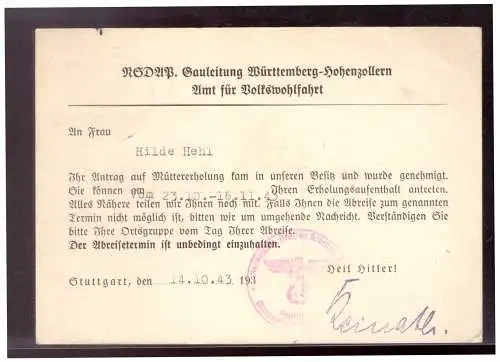 NSDAP. Gauleitung Württemberg-Hohenzollern
Amt für Volkswohlfahrt
An Frau
Hilde Hehl
Ihr Antrag auf Müttererholung kam in unseren Besitz und wurde genehmigt.
Sie können am vom 23.10.-16.11.43 Ihren Erholungsaufenthalt antreten.
Alles Nähere teilen wir Ihnen noch mit. Falls Ihnen die Abreise zum genannten
Termin nicht möglich ist, bitten wir um umgehende Nachricht. Verständigen Sie
bitte Ihre Ortsgruppe vom Tag Ihrer Abreise.
Der Abreisetermin ist unbedingt einzuhalten.
Stuttgart, den 14.10.43 193
Heil Hitler!